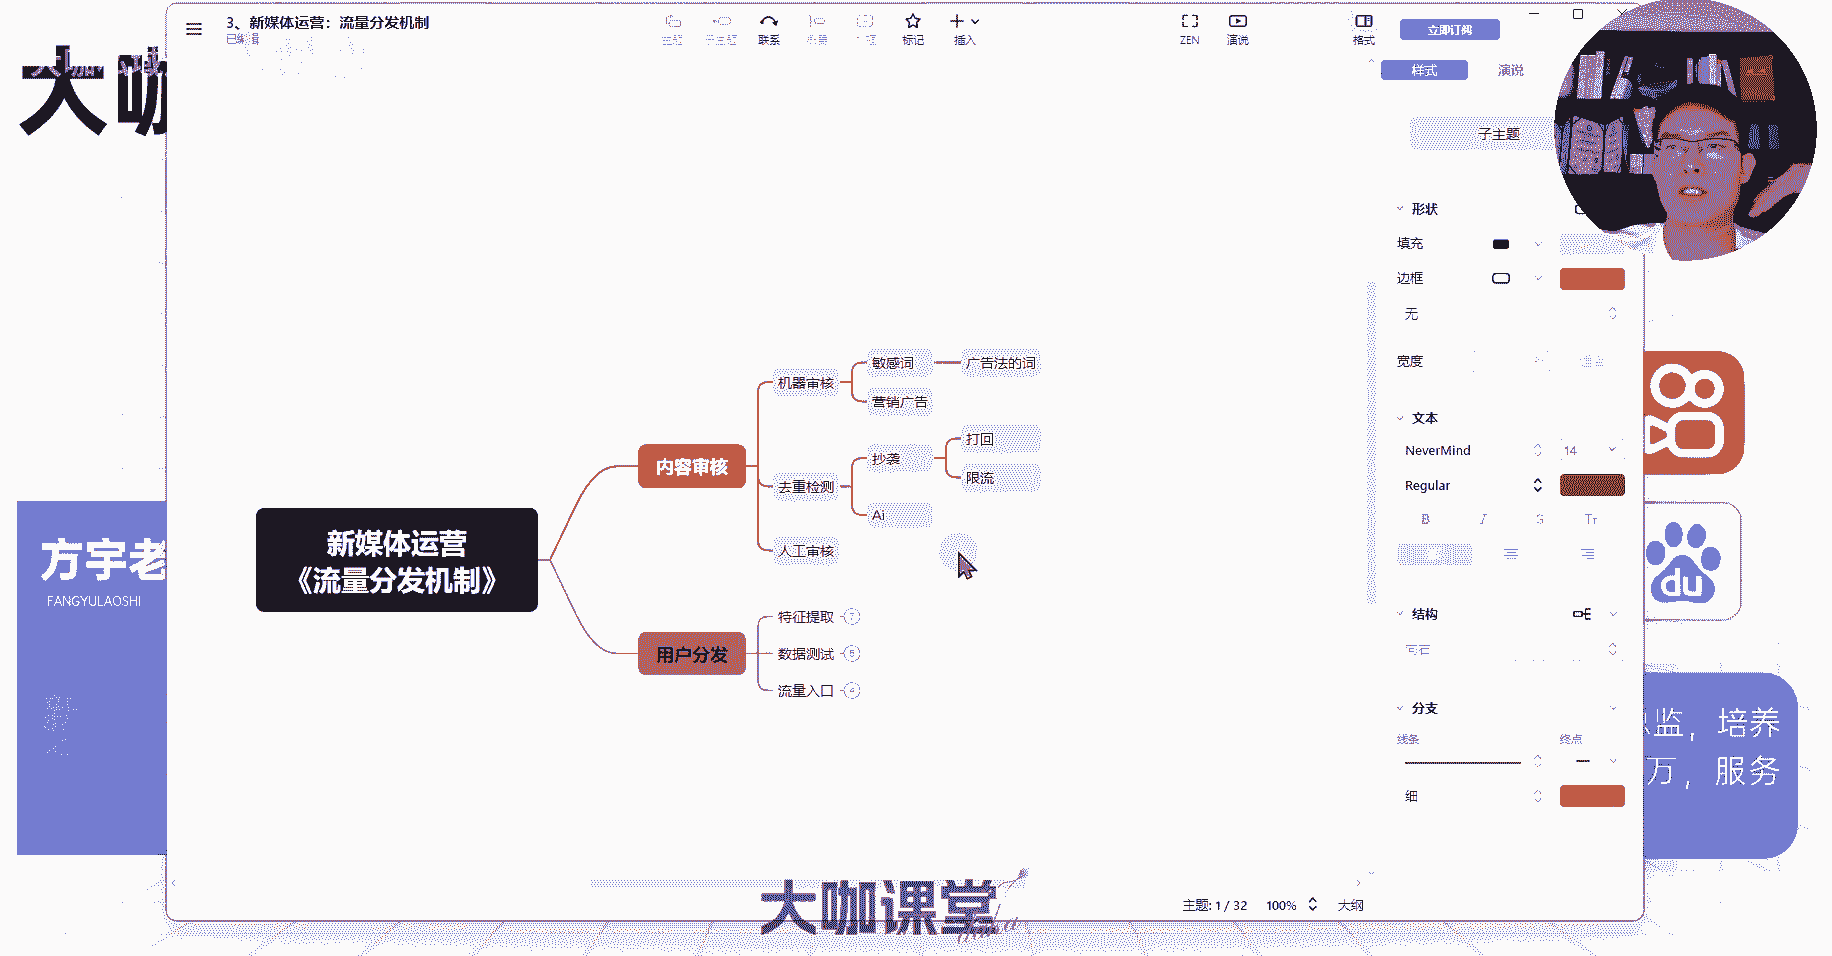 3、新媒体运营：流量分发机制
已编辑
联系
标记
插入
ZEN
演说
格式
立即订阅
样式
演说
子主题
大咖
形状
填充
边框
无
宽度
文本
NeverMind
14
Regular
B
I
S
Tr
结构
分支
线条
终点
细
新媒体运营
《流量分发机制》
内容审核
机器审核
敏感词
广告法的词
营销广告
去重检测
抄袭
打回
限流
Ai
人工审核
用户分发
特征提取
7
数据测试
5
流量入口
4
方宇老
FANGYULAOSHI
du
监，培养
万，服务
大咖课堂
主题: 1 / 32
100%
大纲